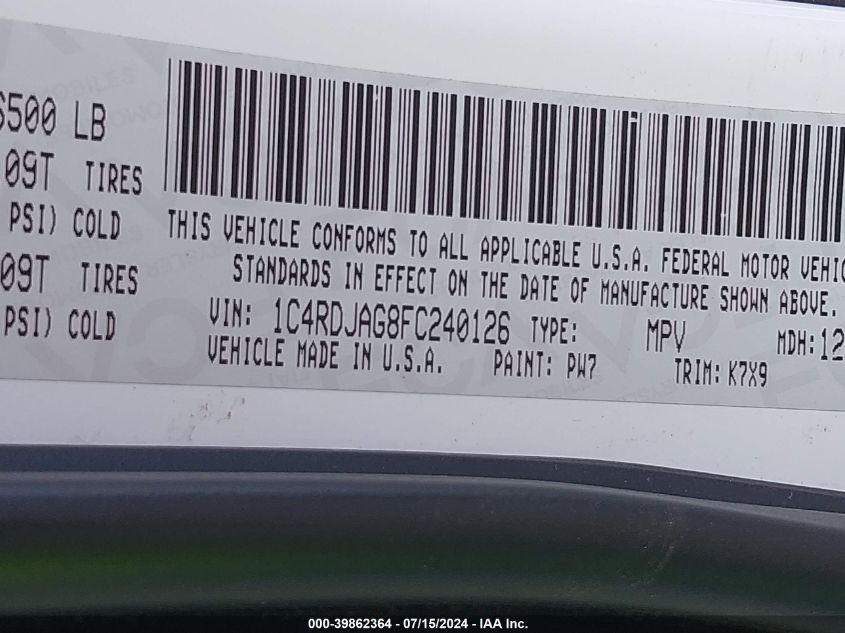 6500 LB
09T TIRES
PSI) COLD
09T TIRES
PSI) COLD
THIS VEHICLE CONFORMS TO ALL APPLICABLE U.S.A. FEDERAL MOTOR VEHIC
STANDARDS IN EFFECT ON THE DATE OF MANUFACTURE SHOWN ABOVE.
VIN: 1C4RDJAG8FC240126 TYPE: MPV MDH:12
VEHICLE MADE IN U.S.A. PAINT: PW7 TRIM: K7X9
000-39862364 - 07/15/2024 - IAA Inc.